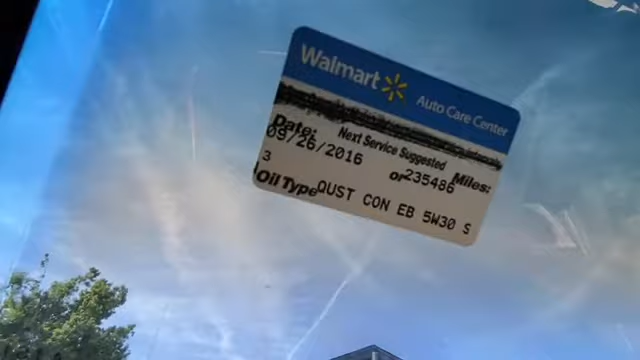 Walmart
Auto Care Center
Next Service Suggested
Date: Miles:
09/26/2016 or 235486
3
Oil Type QUST CON EB 5W30 S